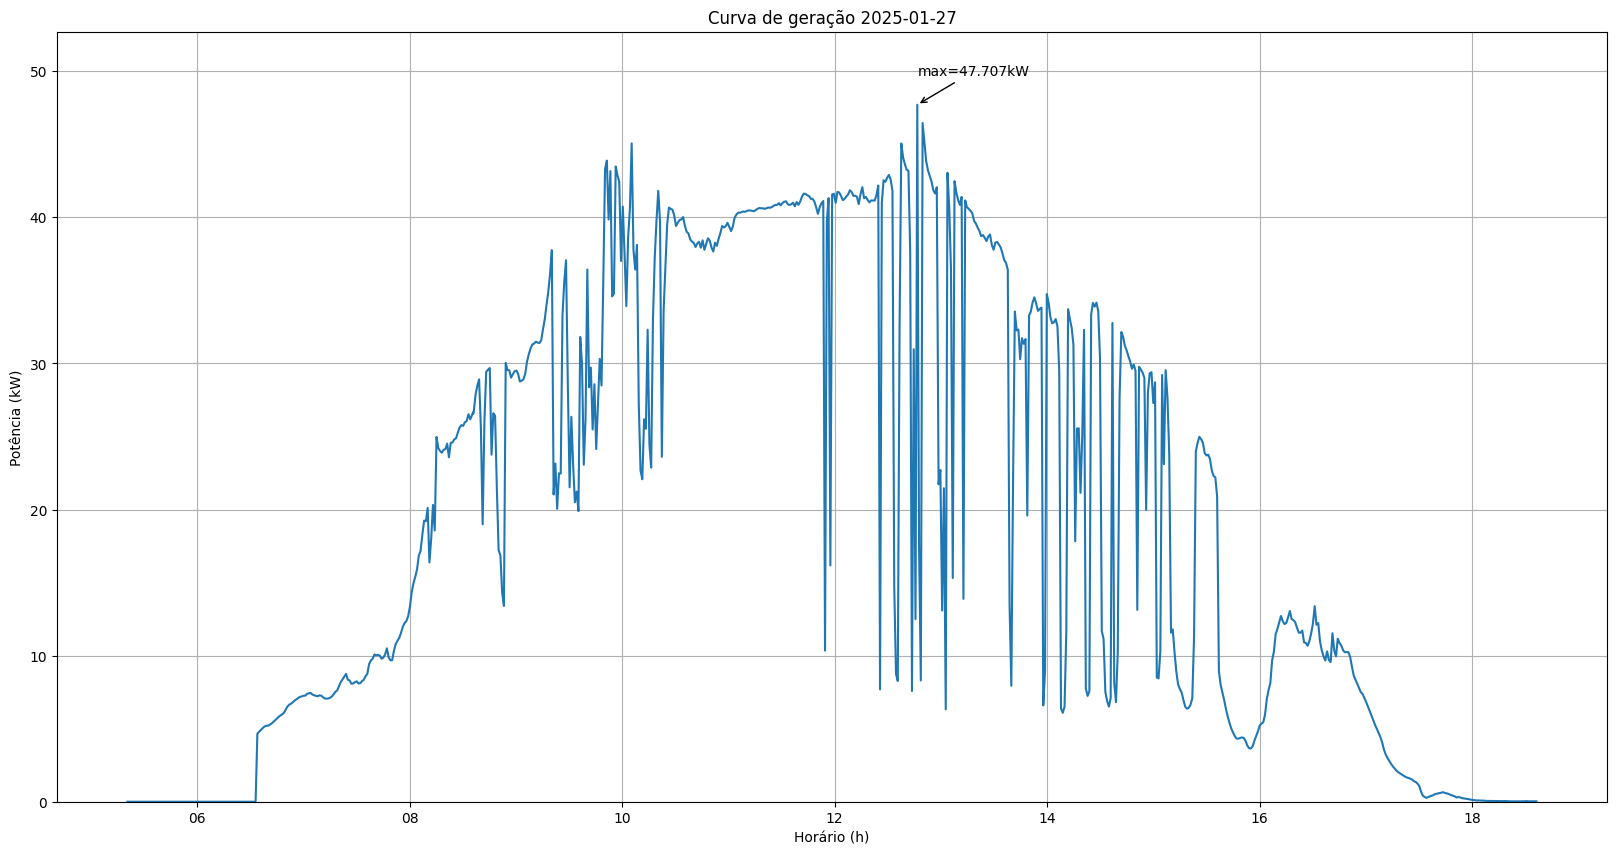 Curva de geração 2025-01-27
max=47.707kW
50
40
30
20
10
0
Potência (kW)
06 08 10 12 14 16 18
Horário (h)